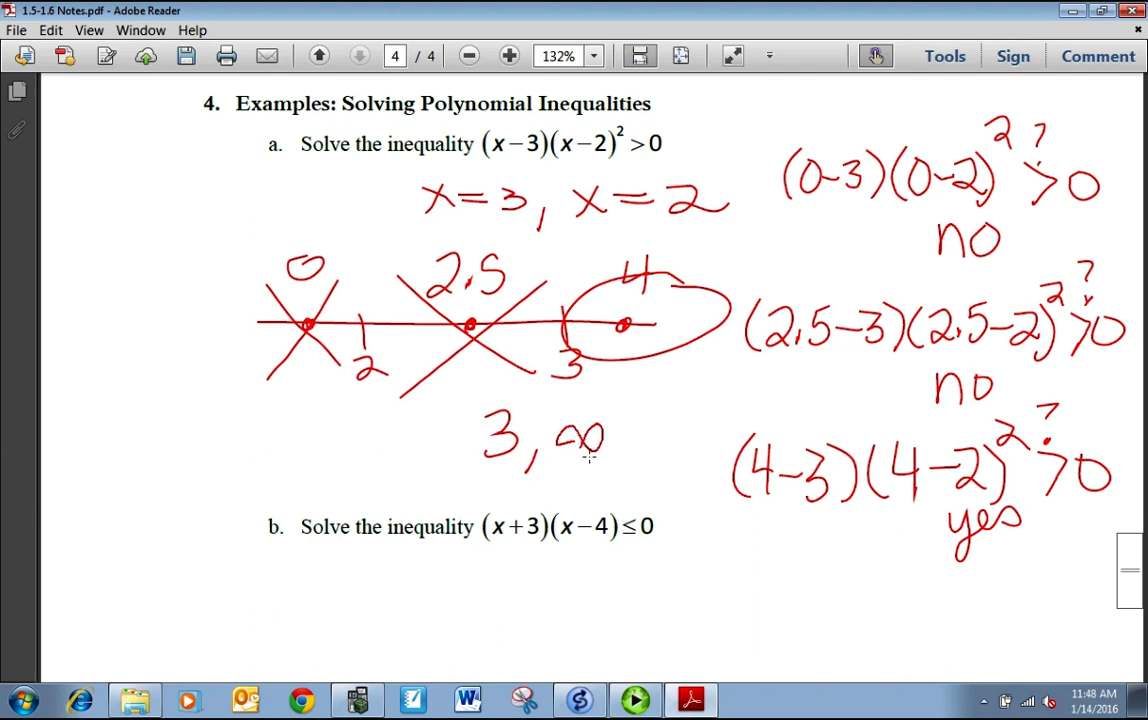 1.5-1.6 Notes.pdf - Adobe Reader
File Edit View Window Help
4 / 4 132% Tools Sign Comment
4. Examples: Solving Polynomial Inequalities
a. Solve the inequality (x−3)(x−2)²>0
x=3, x=2
(0-3)(0-2)² ?> 0
no
0 2.5 4
2 3
(2.5-3)(2.5-2)² ?> 0
no
3, ∞
(4-3)(4-2)² ?> 0
yes
b. Solve the inequality (x+3)(x−4)≤0
11:48 AM
1/14/2016